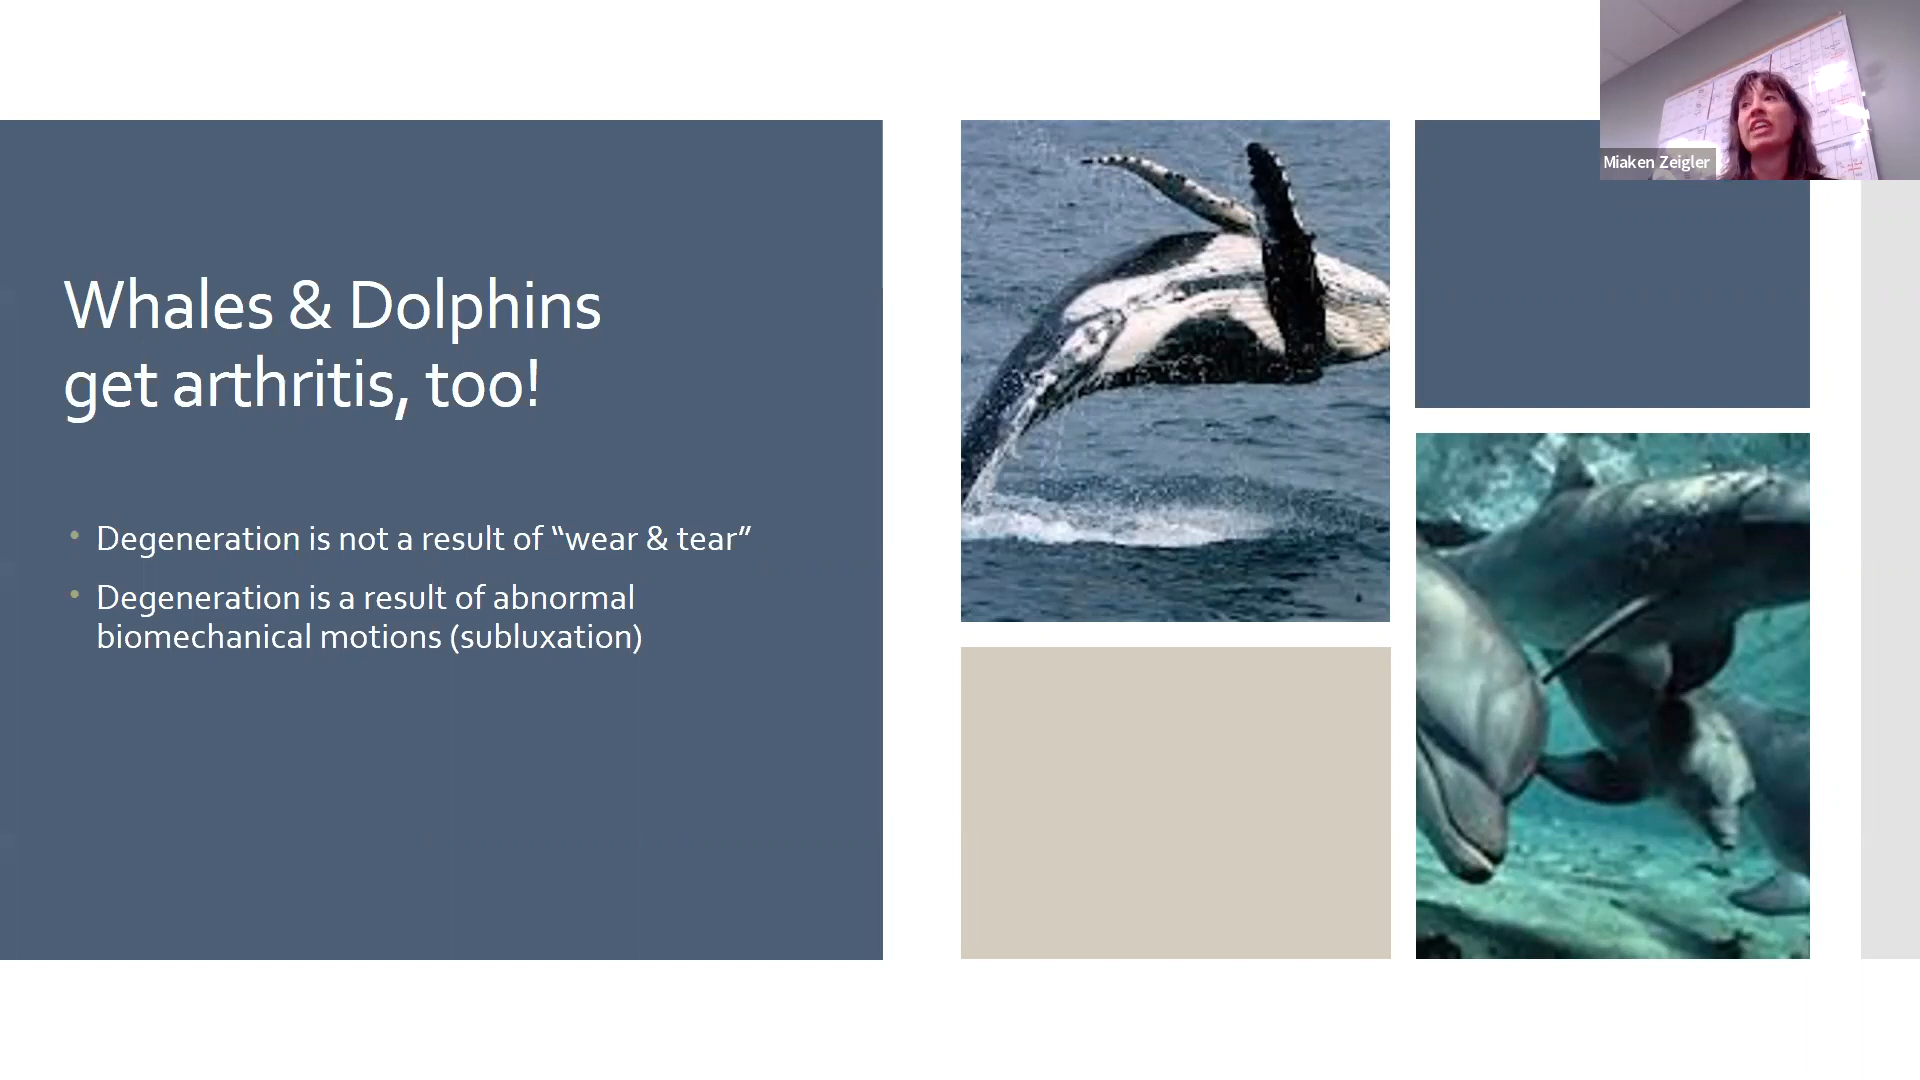 Miaken Zeigler
Whales & Dolphins
get arthritis, too!
• Degeneration is not a result of “wear & tear”
• Degeneration is a result of abnormal
biomechanical motions (subluxation)